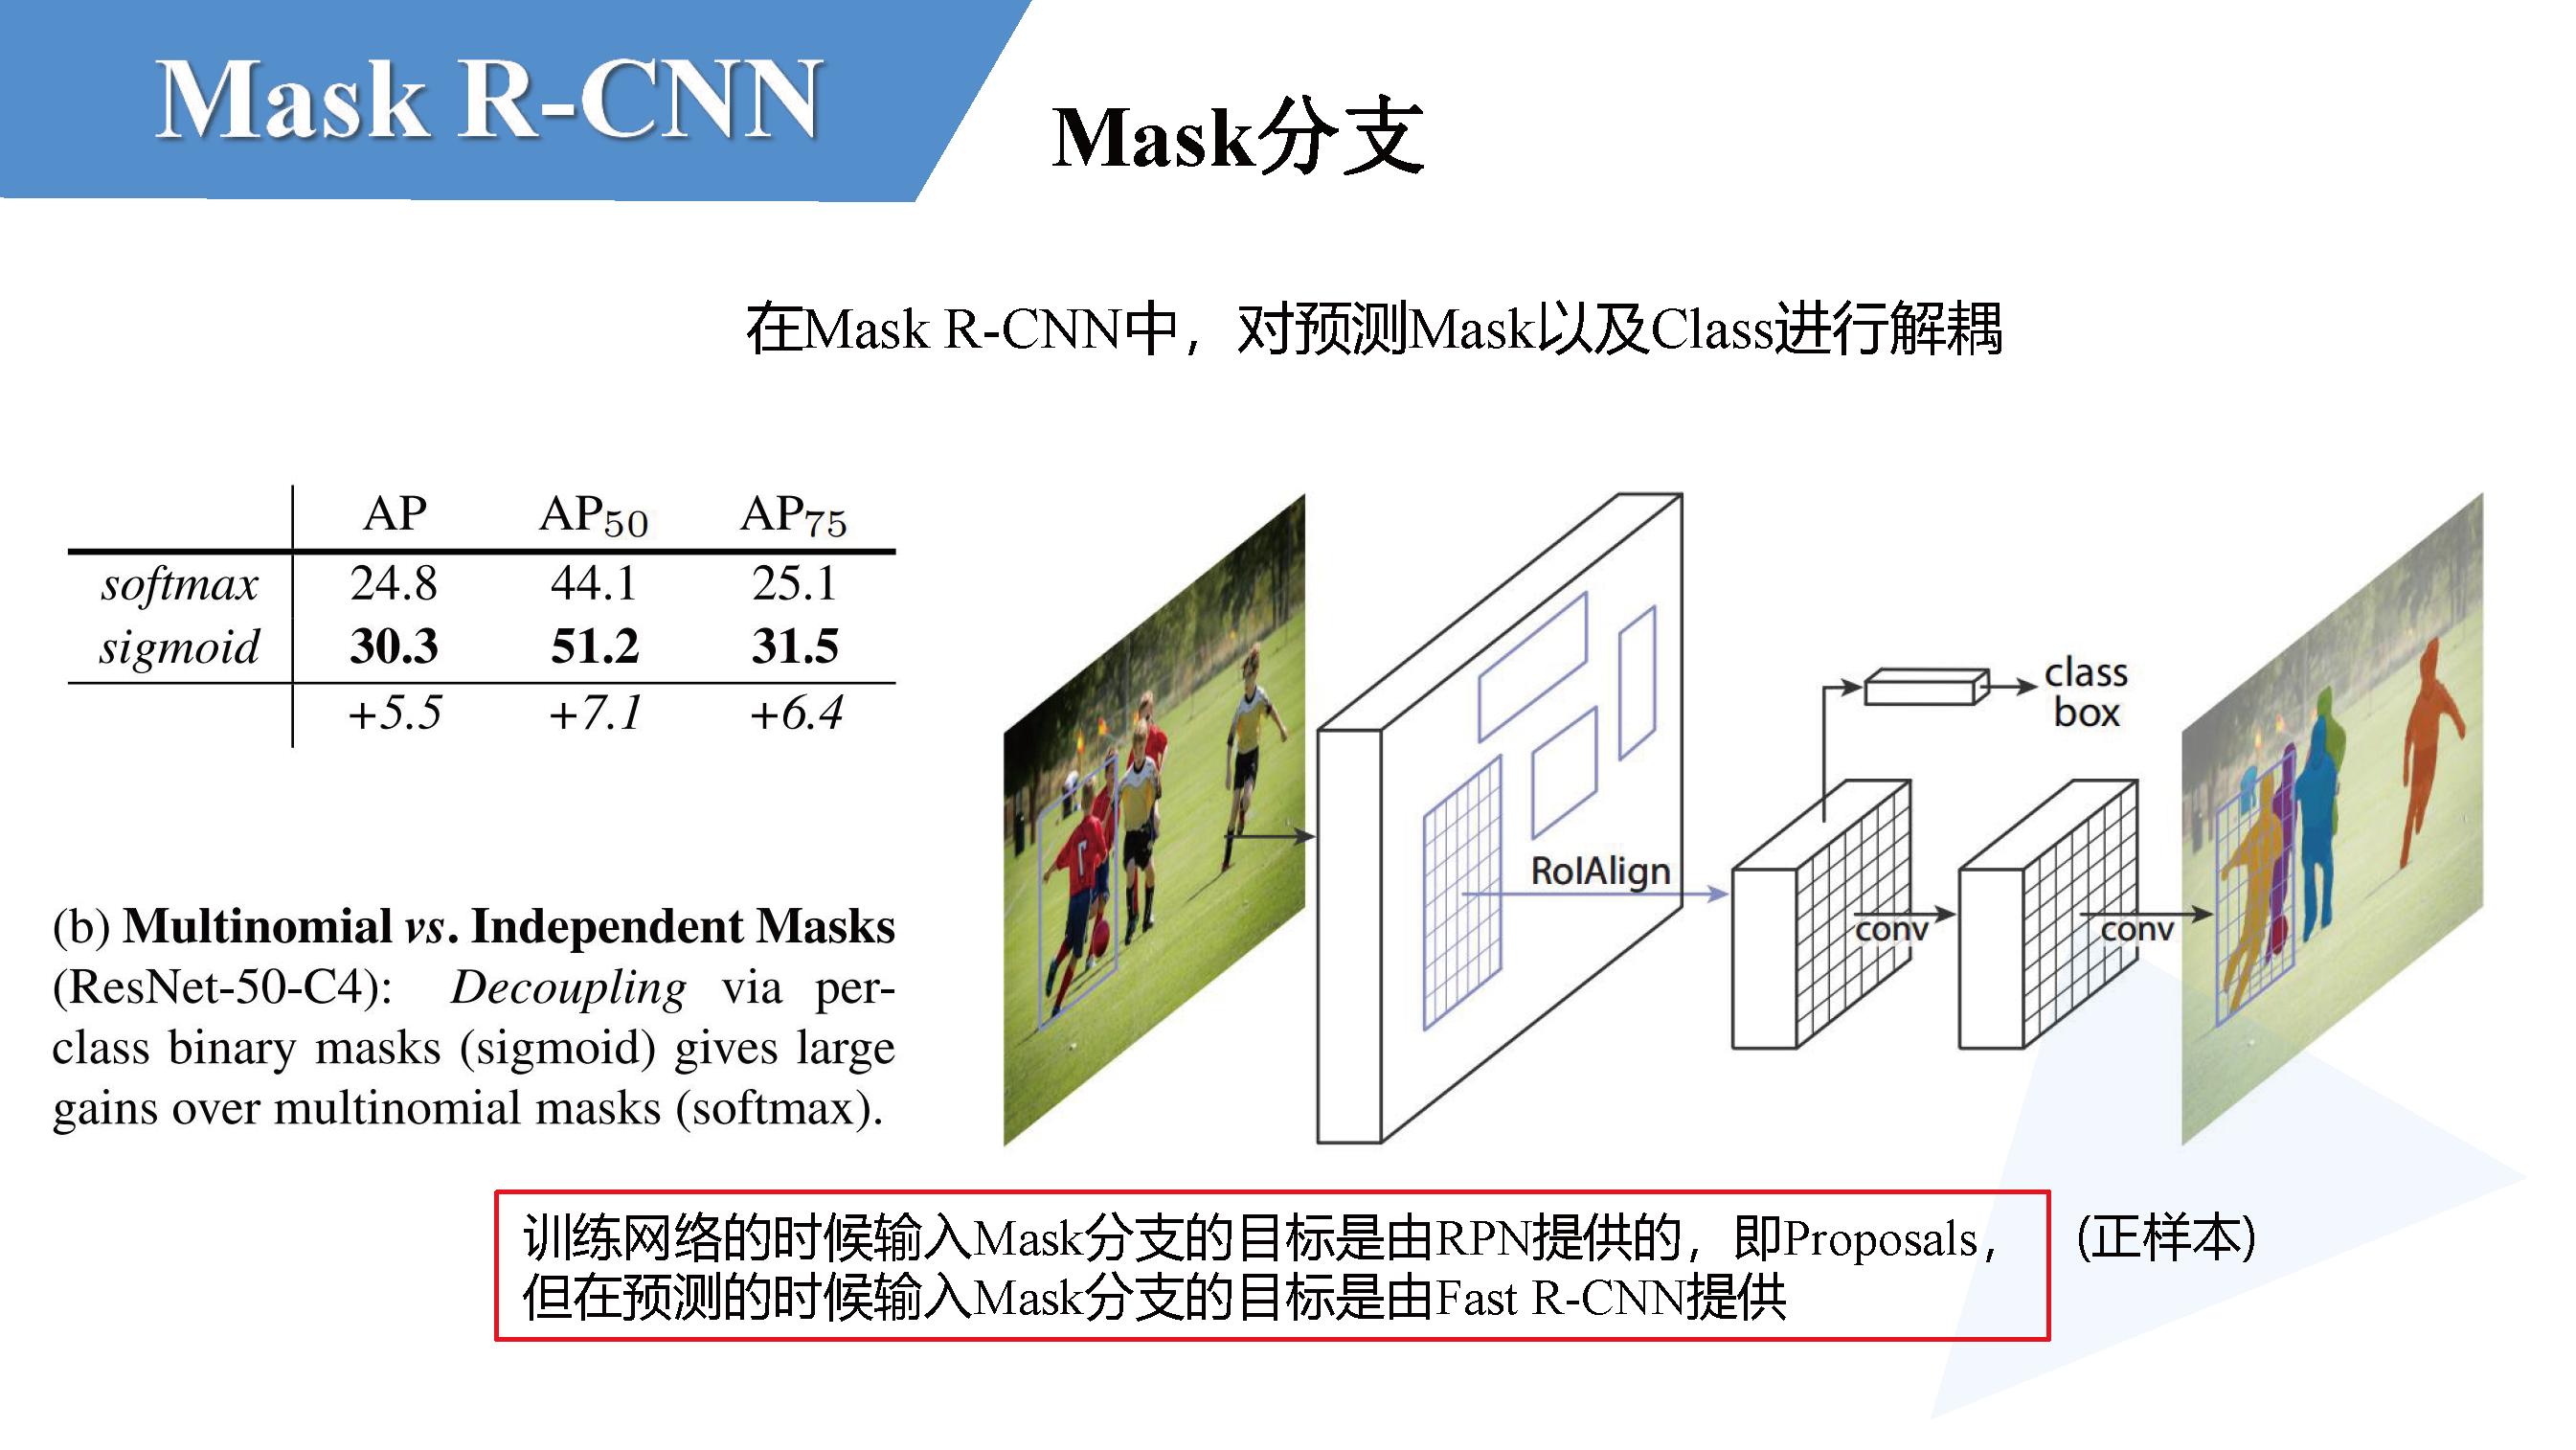 Mask R-CNN
Mask分支
在Mask R-CNN中，对预测Mask以及Class进行解耦
AP AP50 AP75
softmax 24.8 44.1 25.1
sigmoid 30.3 51.2 31.5
+5.5 +7.1 +6.4
(b) Multinomial vs. Independent Masks
(ResNet-50-C4): Decoupling via per-
class binary masks (sigmoid) gives large
gains over multinomial masks (softmax).
RoIAlign
class
box
conv
conv
训练网络的时候输入Mask分支的目标是由RPN提供的，即Proposals，
(正样本)
但在预测的时候输入Mask分支的目标是由Fast R-CNN提供